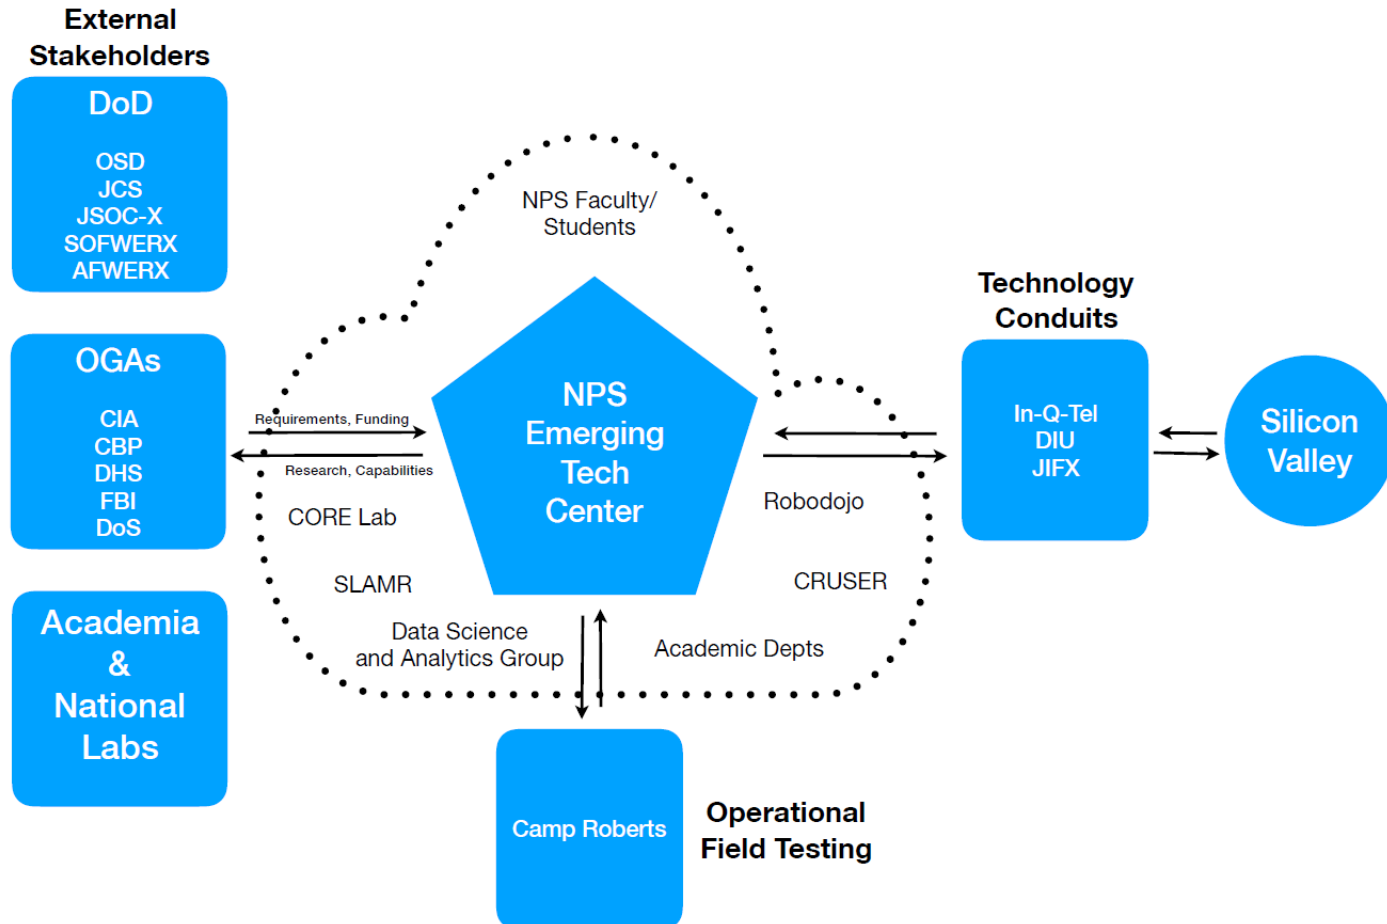 External
Stakeholders
DoD
OSD
JCS
JSOC-X
SOFWERX
AFWERX
OGAs
CIA
CBP
DHS
FBI
DoS
Academia
&
National
Labs
NPS Faculty/
Students
Requirements, Funding
Research, Capabilities
NPS
Emerging
Tech
Center
CORE Lab
SLAMR
Data Science
and Analytics Group
Robodojo
CRUSER
Academic Depts
Technology
Conduits
In-Q-Tel
DIU
JIFX
Silicon
Valley
Camp Roberts
Operational
Field Testing